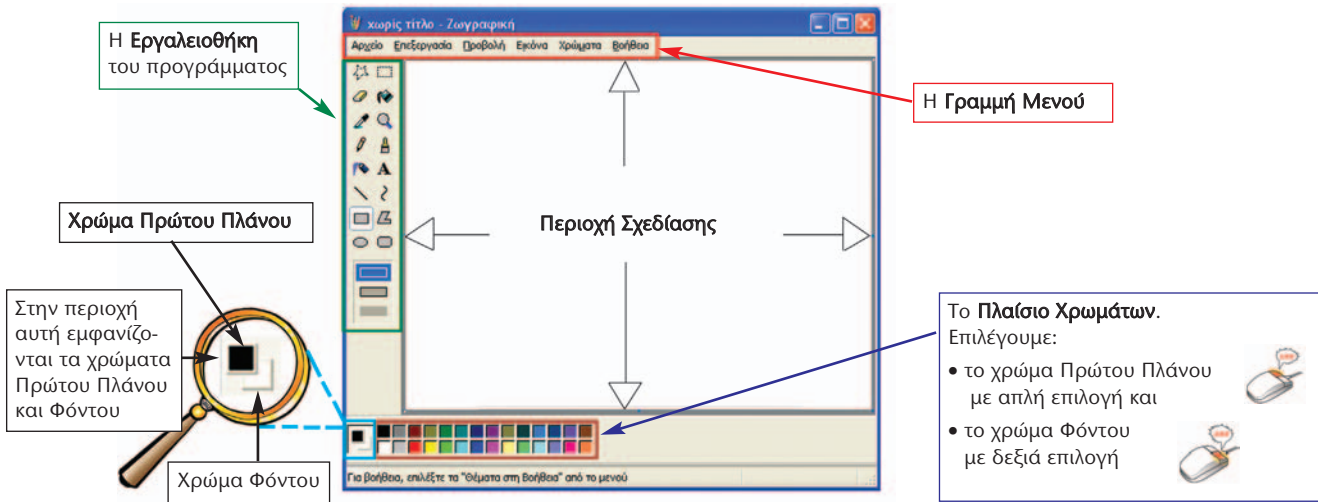 χωρίς τίτλο - Ζωγραφική
Αρχείο Επεξεργασία Προβολή Εικόνα Χρώματα Βοήθεια
Η Εργαλειοθήκη
του προγράμματος
Η Γραμμή Μενού
A
Χρώμα Πρώτου Πλάνου
Περιοχή Σχεδίασης
Στην περιοχή
αυτή εμφανίζο-
νται τα χρώματα
Πρώτου Πλάνου
και Φόντου
Χρώμα Φόντου
Το Πλαίσιο Χρωμάτων.
Επιλέγουμε:
• το χρώμα Πρώτου Πλάνου
με απλή επιλογή και
• το χρώμα Φόντου
με δεξιά επιλογή
Για βοήθεια, επιλέξτε τα "Θέματα στη Βοήθεια" από το μενού